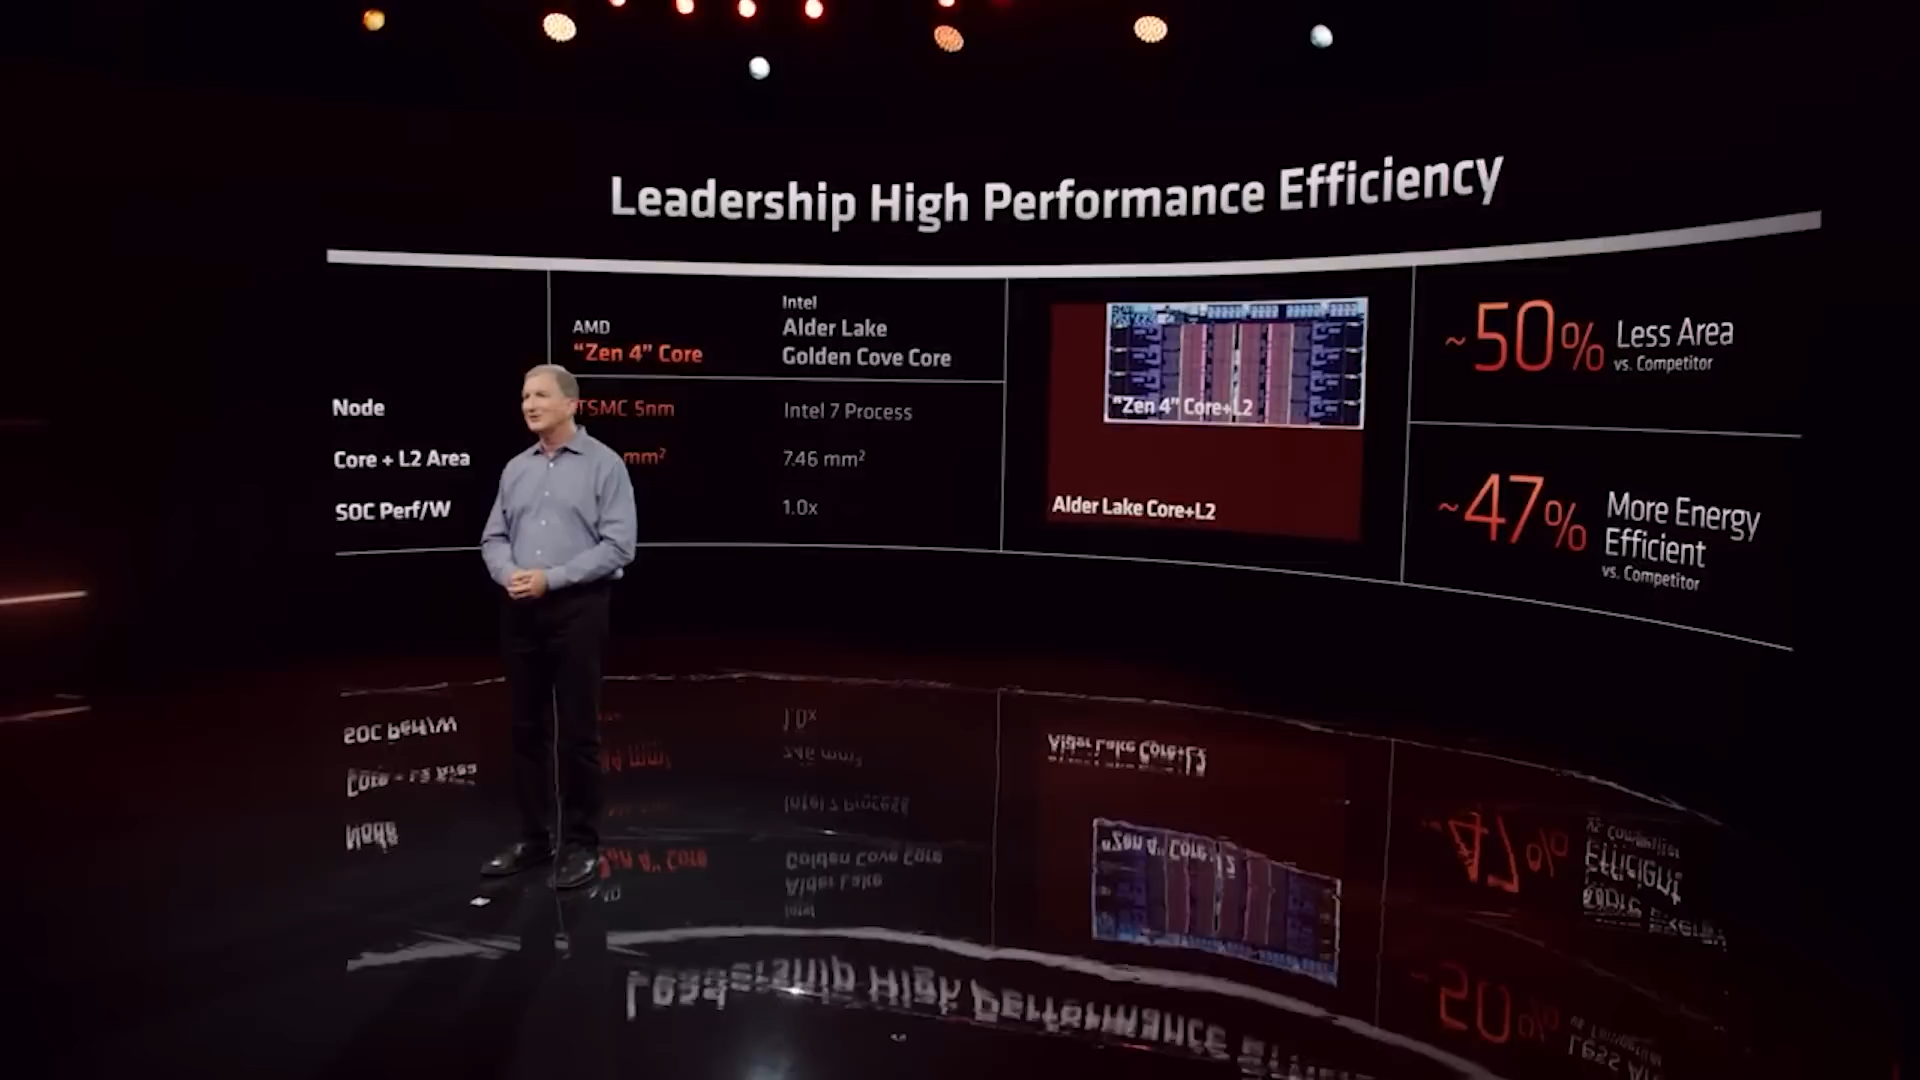 Leadership High Performance Efficiency
AMD
"Zen 4" Core
Intel
Alder Lake
Golden Cove Core
Node
TSMC 5nm
Intel 7 Process
Core + L2 Area
mm²
7.46 mm²
SOC Perf/W
1.0x
"Zen 4" Core+L2
Alder Lake Core+L2
~50% Less Area
vs. Competitor
~47% More Energy
Efficient
vs. Competitor